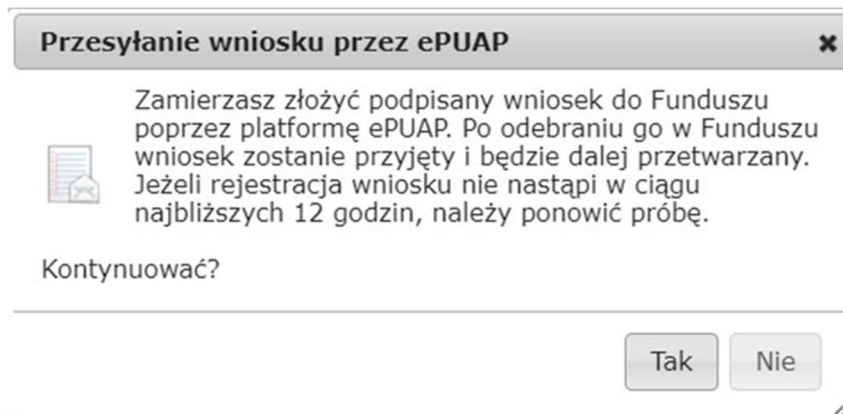 Przesyłanie wniosku przez ePUAP
Zamierzasz złożyć podpisany wniosek do Funduszu
poprzez platformę ePUAP. Po odebraniu go w Funduszu
wniosek zostanie przyjęty i będzie dalej przetwarzany.
Jeżeli rejestracja wniosku nie nastąpi w ciągu
najbliższych 12 godzin, należy ponowić próbę.
Kontynuować?
Tak
Nie